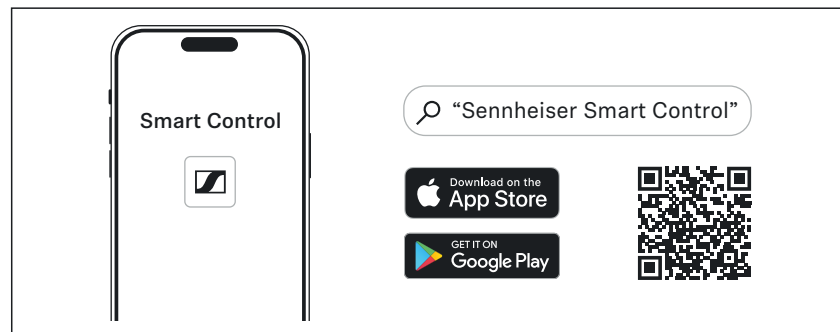 Smart Control
“Sennheiser Smart Control”
Download on the
App Store
GET IT ON
Google Play